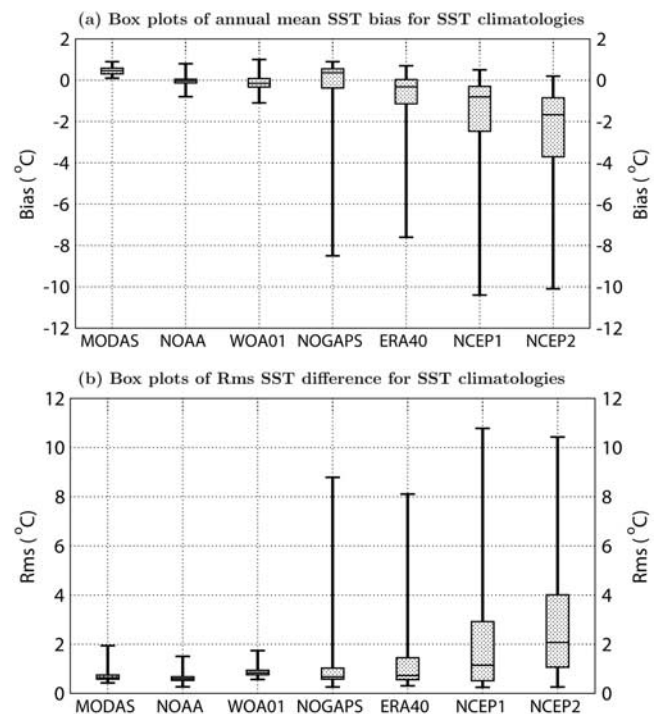 (a) Box plots of annual mean SST bias for SST climatologies
2 2
0 0
-2 -2
-4 -4
-6 -6
-8 -8
-10 -10
-12 -12
Bias ( °C)
Bias ( °C)
MODAS NOAA WOA01 NOGAPS ERA40 NCEP1 NCEP2
(b) Box plots of Rms SST difference for SST climatologies
12 12
10 10
8 8
6 6
4 4
2 2
0 0
Rms ( °C)
Rms ( °C)
MODAS NOAA WOA01 NOGAPS ERA40 NCEP1 NCEP2